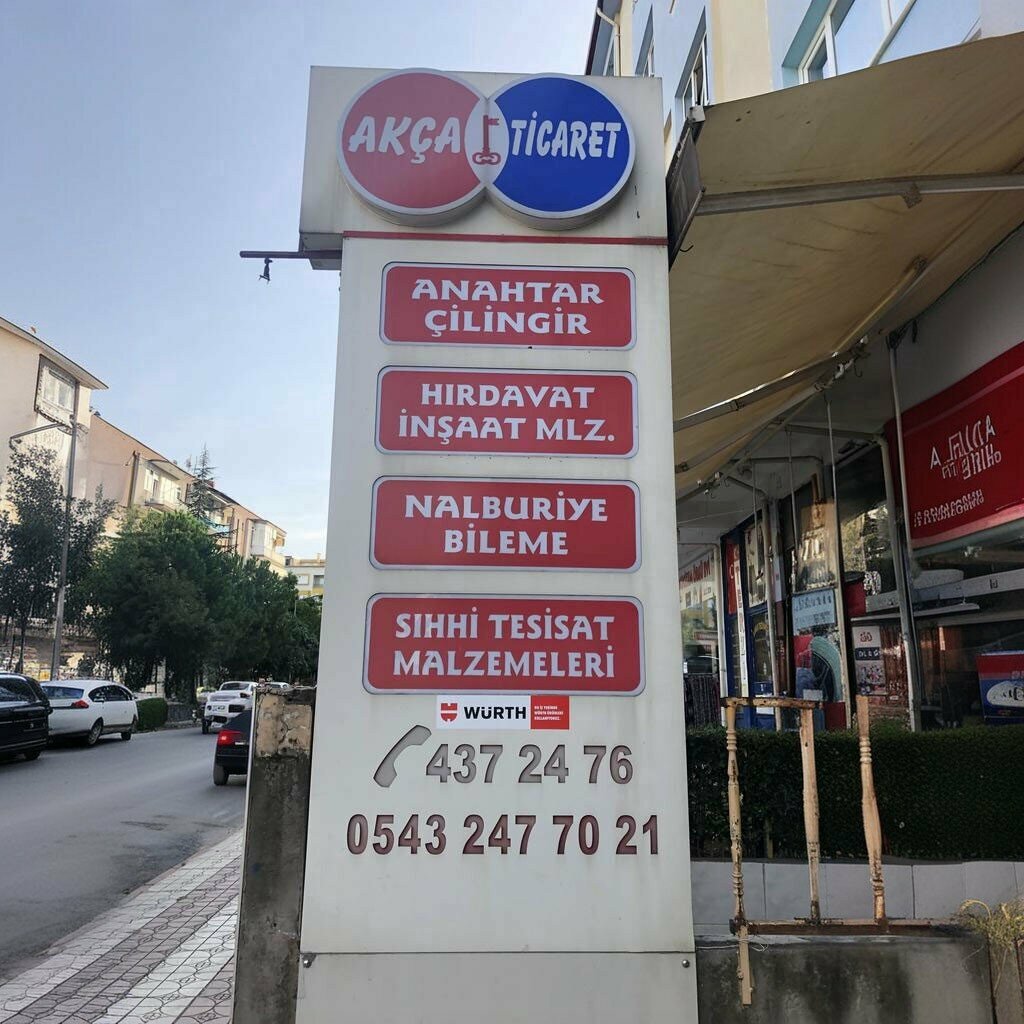 AKÇA TİCARET
ANAHTAR
ÇİLİNGİR
HIRDAVAT
İNŞAAT MLZ.
NALBURİYE
BİLEME
SIHHİ TESİSAT
MALZEMELERİ
WÜRTH
437 24 76
0543 247 70 21